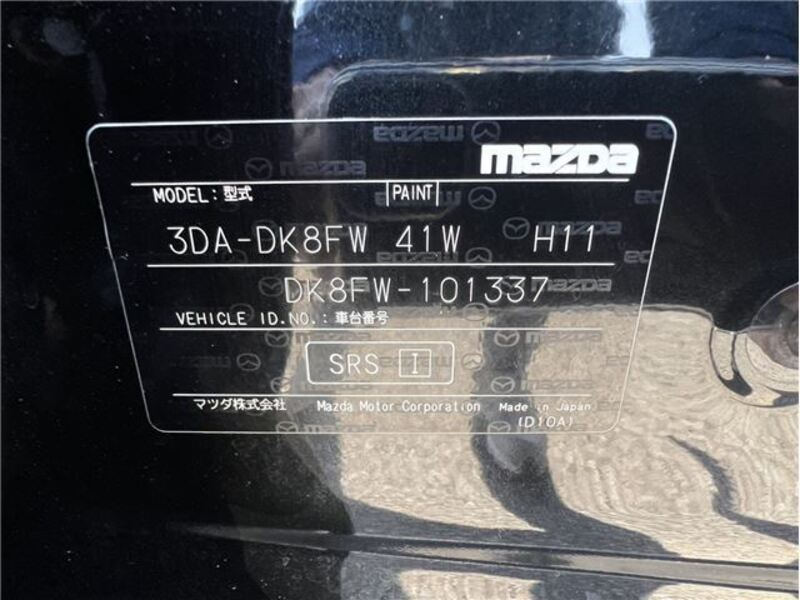 mazda
MODEL：型式 PAINT
3DA-DK8FW 41W H11
DK8FW-101337
VEHICLE ID.NO.：車台番号
SRS I
マツダ株式会社 Mazda Motor Corporation Made in Japan
(D10A)